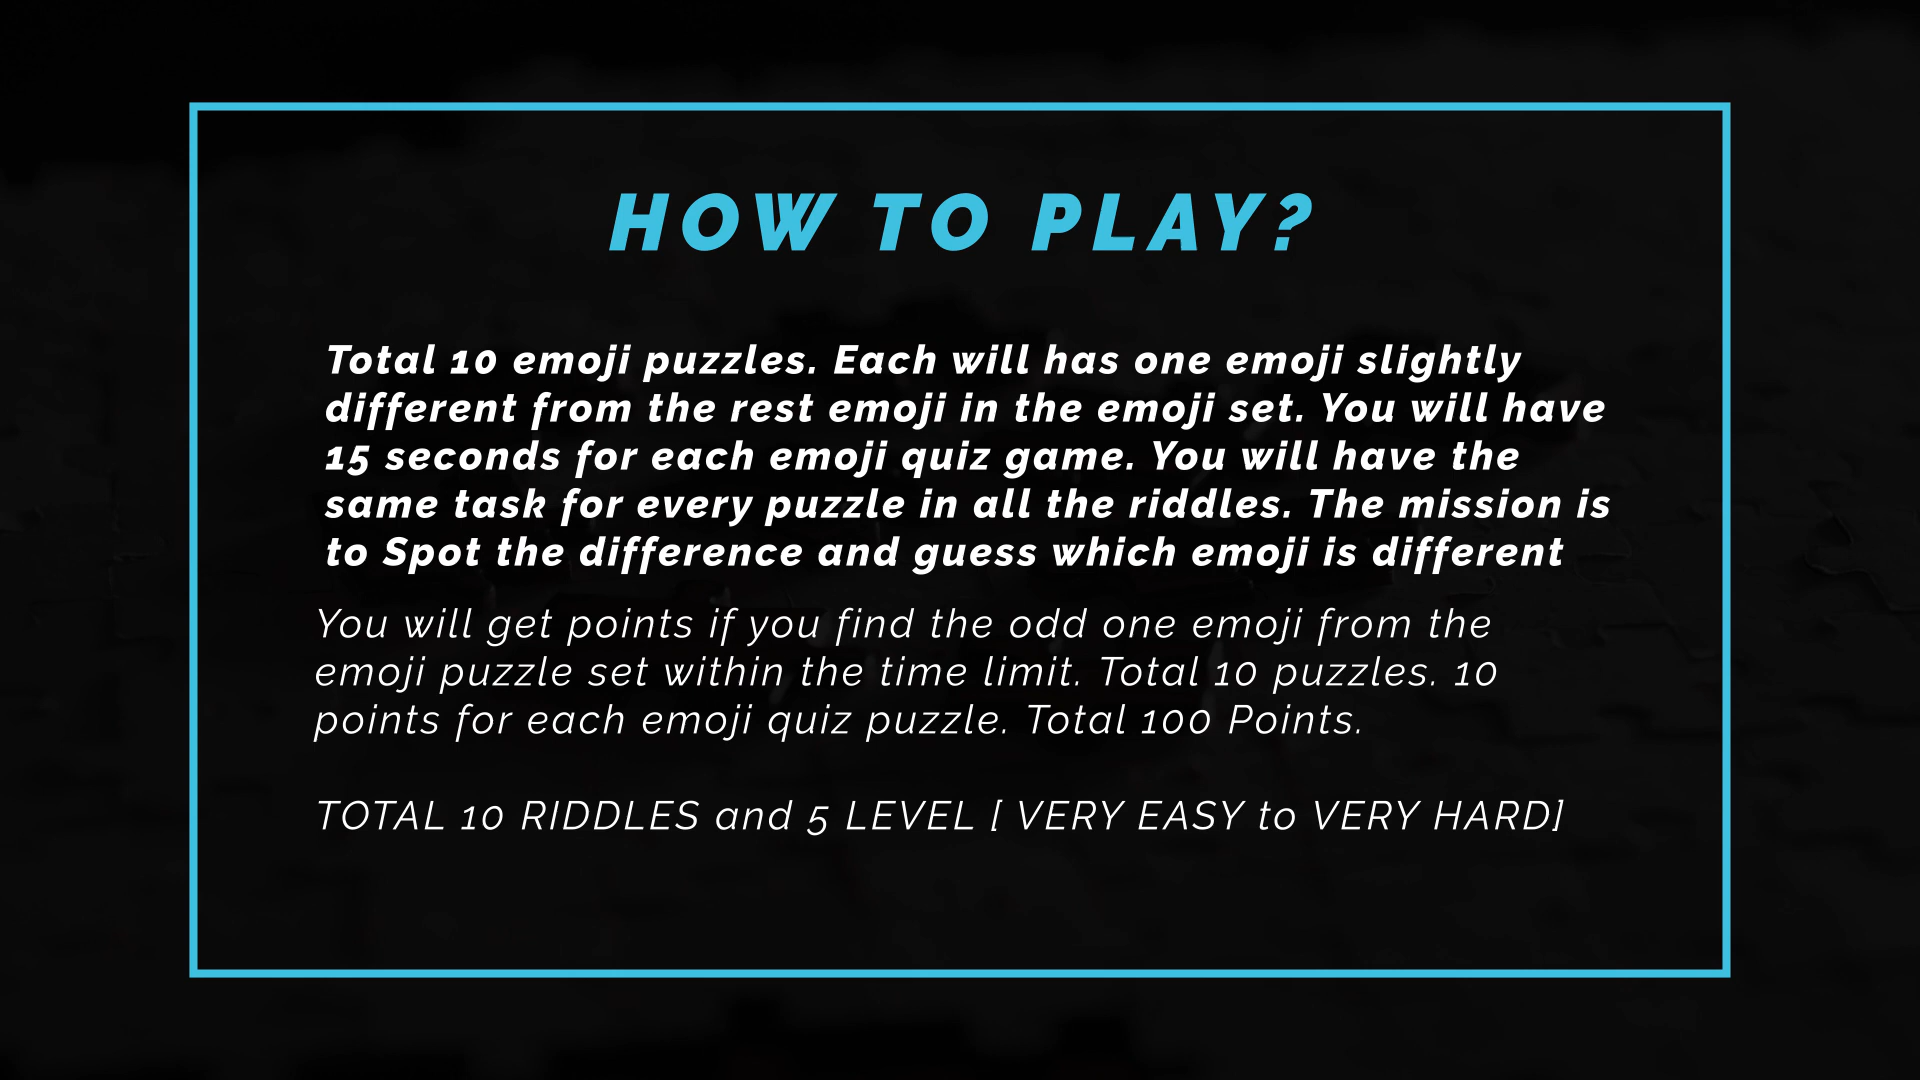 HOW TO PLAY?
Total 10 emoji puzzles. Each will has one emoji slightly
different from the rest emoji in the emoji set. You will have
15 seconds for each emoji quiz game. You will have the
same task for every puzzle in all the riddles. The mission is
to Spot the difference and guess which emoji is different
You will get points if you find the odd one emoji from the
emoji puzzle set within the time limit. Total 10 puzzles. 10
points for each emoji quiz puzzle. Total 100 Points.
TOTAL 10 RIDDLES and 5 LEVEL [ VERY EASY to VERY HARD]